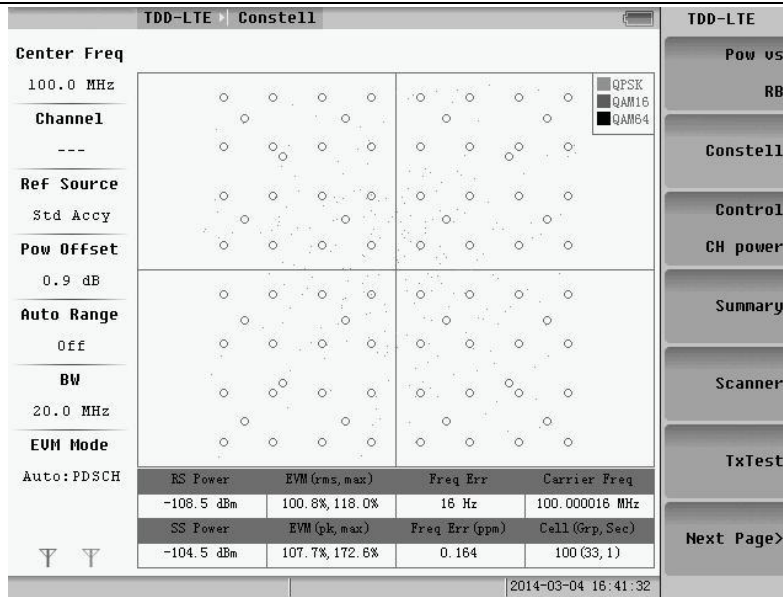 TDD-LTE Constell
TDD-LTE
Center Freq
100.0 MHz
Channel
---
Ref Source
Std Accy
Pow Offset
0.9 dB
Auto Range
Off
BW
20.0 MHz
EVM Mode
Auto:PDSCH
QPSK
QAM16
QAM64
RS Power EVM(rms,max) Freq Err Carrier Freq
-108.5 dBm 100.8%,118.0% 16 Hz 100.000016 MHz
SS Power EVM(pk,max) Freq Err(ppm) Cell(Grp,Sec)
-104.5 dBm 107.7%,172.6% 0.164 100(33,1)
2014-03-04 16:41:32
Pow vs
RB
Constell
Control
CH power
Summary
Scanner
TxTest
Next Page>